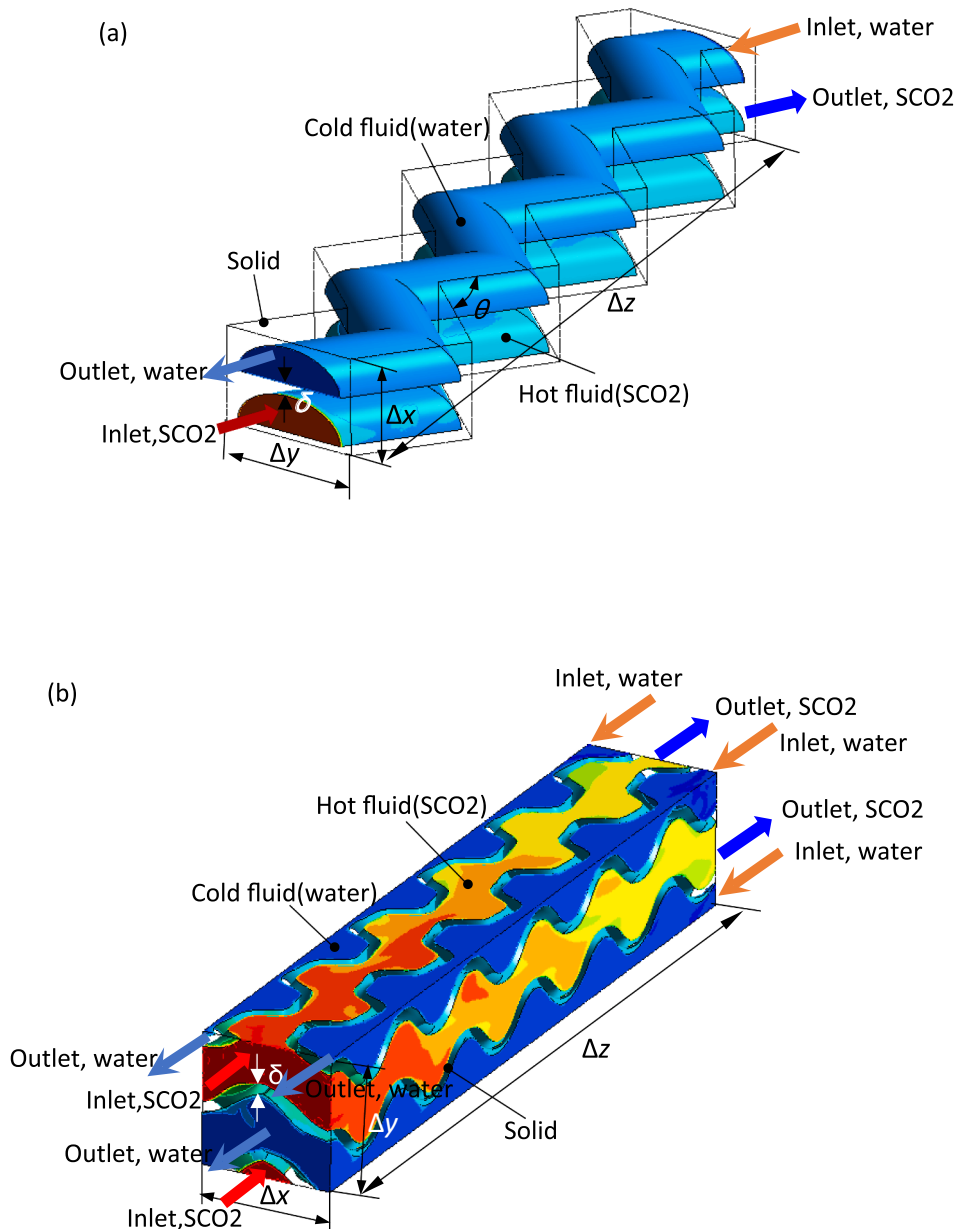 (a)
Inlet, water
Outlet, SCO2
Cold fluid(water)
Solid
Δz
θ
Outlet, water
Hot fluid(SCO2)
δ
Δx
Inlet,SCO2
Δy
(b)
Inlet, water
Outlet, SCO2
Inlet, water
Hot fluid(SCO2)
Outlet, SCO2
Inlet, water
Cold fluid(water)
Δz
Outlet, water
δ
Outlet, water
Inlet,SCO2
Δy
Solid
Outlet, water
Δx
Inlet,SCO2